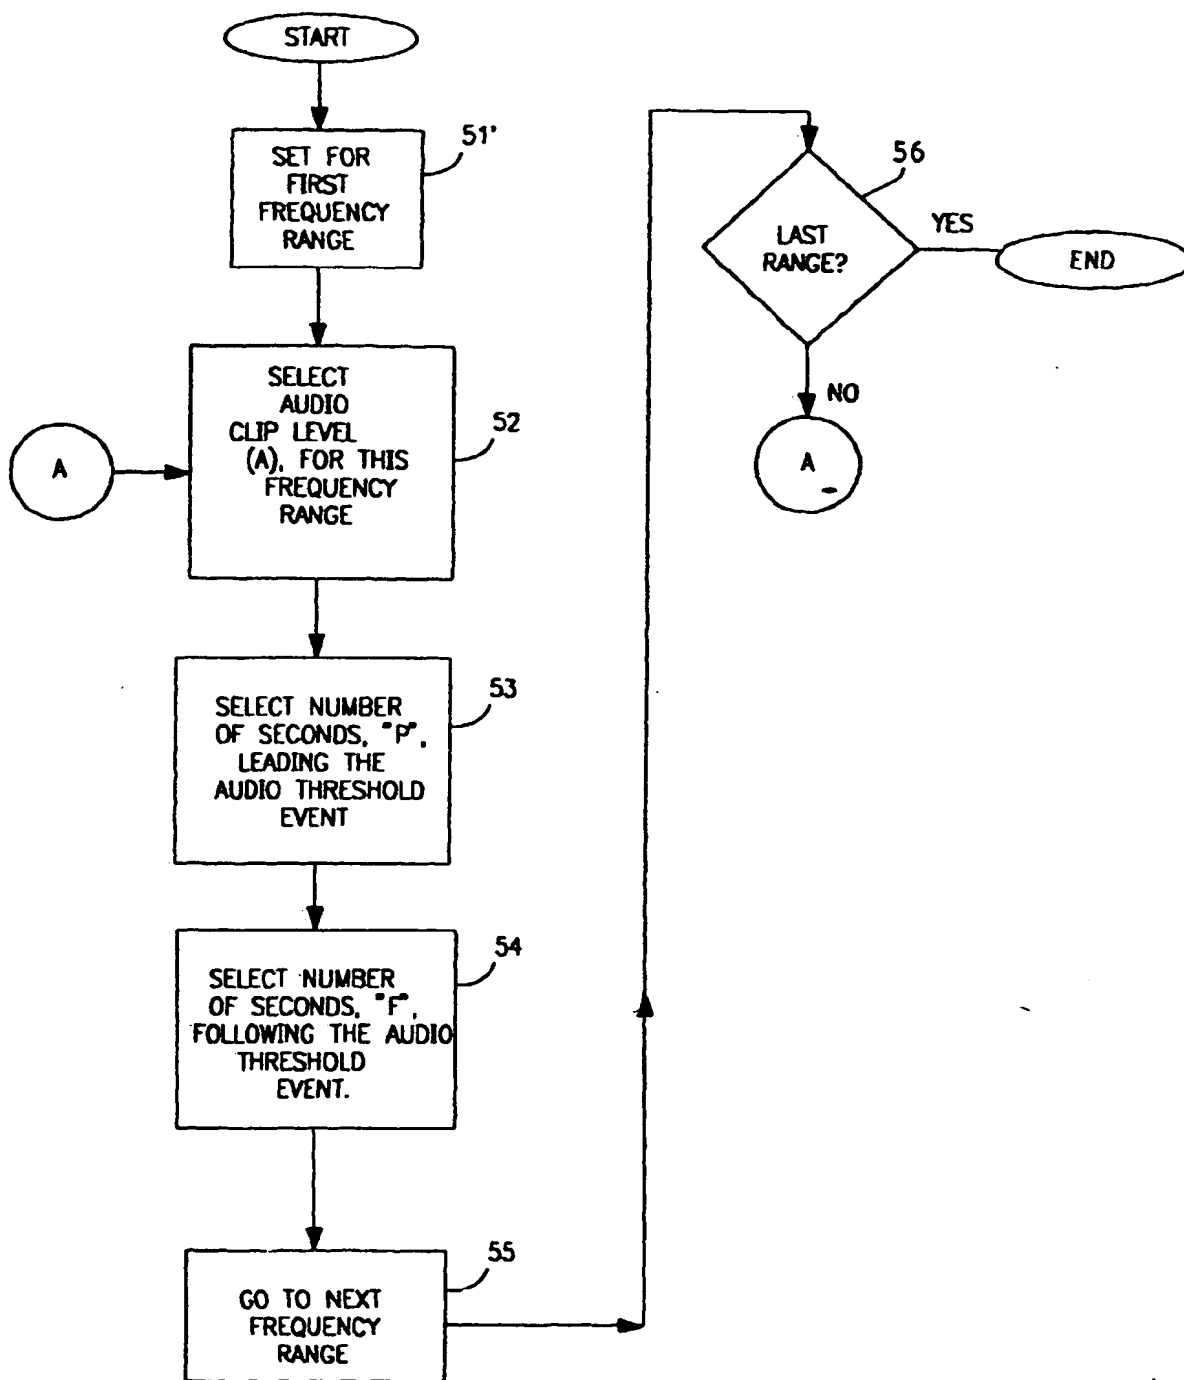 START
51'
SET FOR
FIRST
FREQUENCY
RANGE
52
SELECT
AUDIO
CLIP LEVEL
(A), FOR THIS
FREQUENCY
RANGE
A
53
SELECT NUMBER
OF SECONDS, "P",
LEADING THE
AUDIO THRESHOLD
EVENT
54
SELECT NUMBER
OF SECONDS, "F",
FOLLOWING THE AUDIO
THRESHOLD
EVENT.
55
GO TO NEXT
FREQUENCY
RANGE
56
LAST
RANGE?
YES
END
NO
A